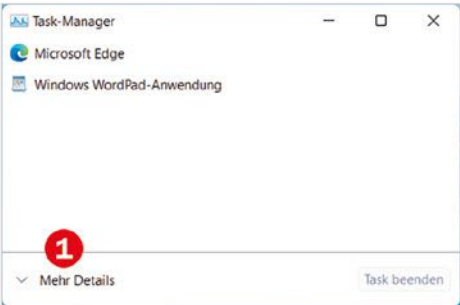 Task-Manager
Microsoft Edge
Windows WordPad-Anwendung
1
Mehr Details
Task beenden